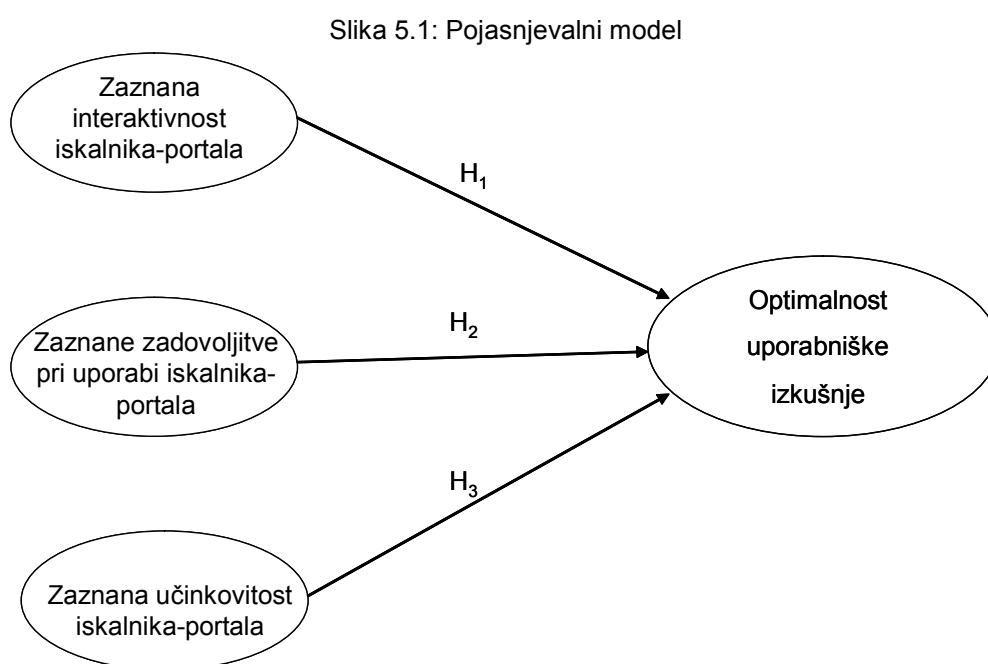 Slika 5.1: Pojasnjevalni model
Zaznana
interaktivnost
iskalnika-portala
H₁
Zaznane zadovoljitve
pri uporabi iskalnika-
portala
H₂
Optimalnost
uporabniške
izkušnje
H₃
Zaznana učinkovitost
iskalnika-portala